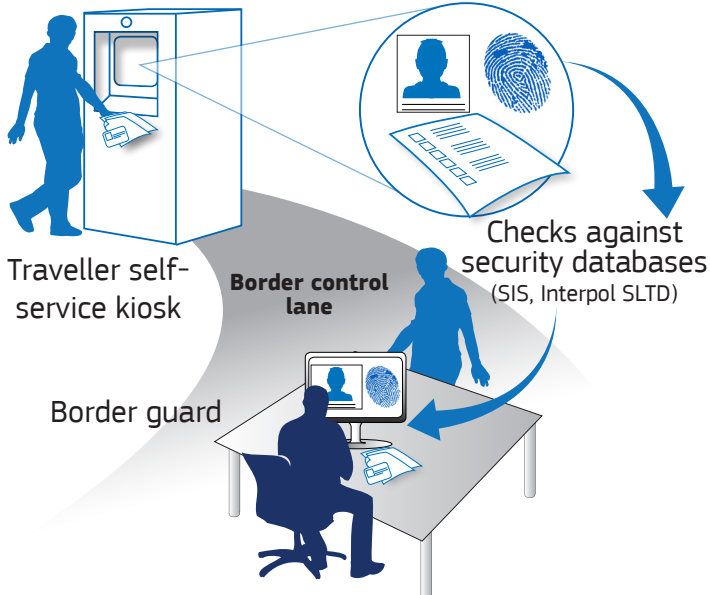 Traveller self-
service kiosk
Checks against
security databases
(SIS, Interpol SLTD)
Border control
lane
Border guard